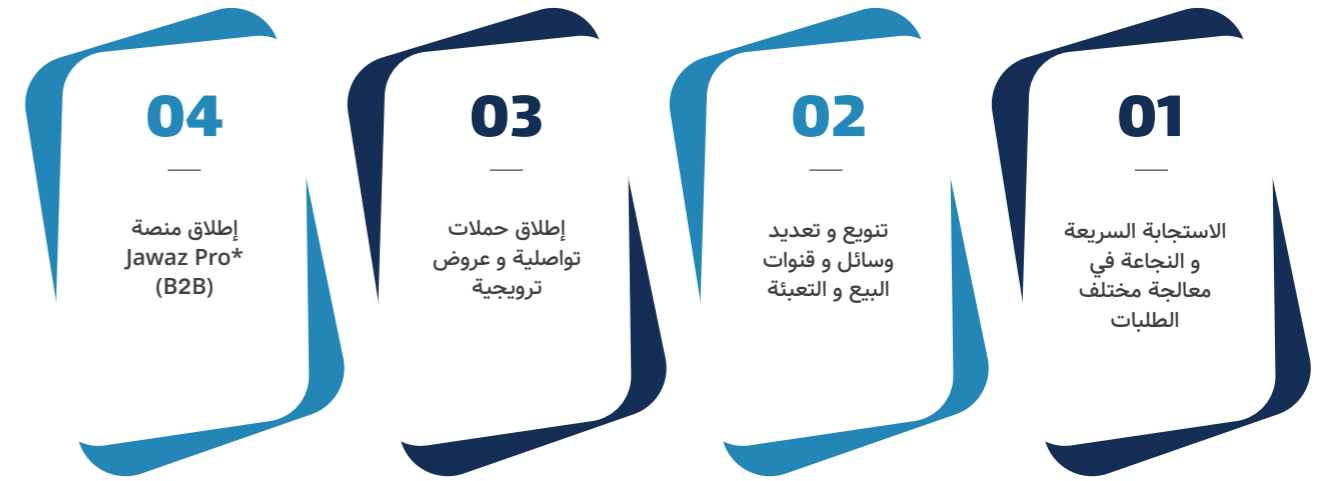 01
الاستجابة السريعة
و النجاعة في
معالجة مختلف
الطلبات
02
تنويع و تعديد
وسائل و قنوات
البيع و التعبئة
03
إطلاق حملات
تواصلية و عروض
ترويجية
04
إطلاق منصة
Jawaz Pro*
(B2B)